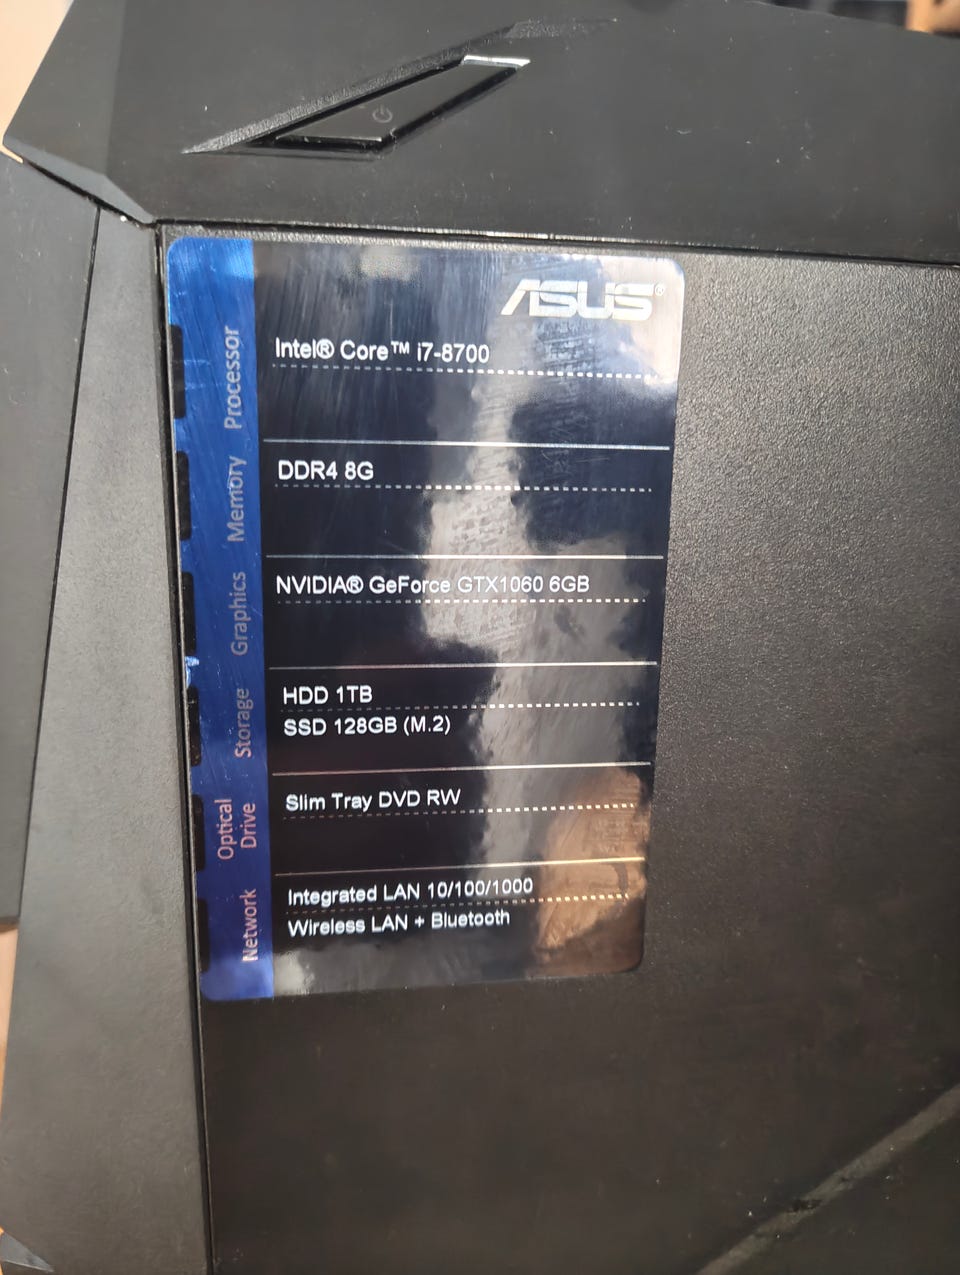 ASUS®
Processor
Intel® Core™ i7-8700
Memory
DDR4 8G
Graphics
NVIDIA® GeForce GTX1060 6GB
Storage
HDD 1TB
SSD 128GB (M.2)
Optical
Drive
Slim Tray DVD RW
Network
Integrated LAN 10/100/1000
Wireless LAN + Bluetooth